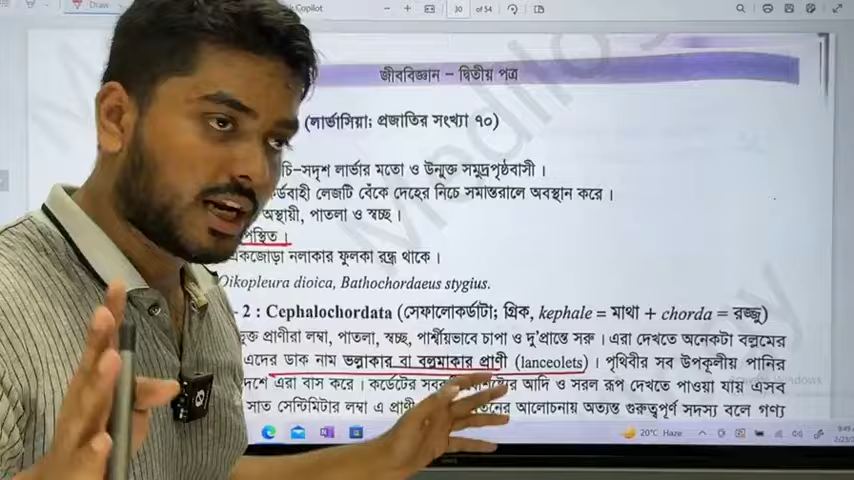 Draw
Copilot
30 of 54
জীববিজ্ঞান – দ্বিতীয় পত্র
(লার্ভাসিয়া; প্রজাতির সংখ্যা ৭০)
চি-সদৃশ লার্ভার মতো ও উন্মুক্ত সমুদ্রপৃষ্ঠবাসী।
র্ডবাহী লেজটি বেঁকে দেহের নিচে সমান্তরালে অবস্থান করে।
অস্থায়ী, পাতলা ও স্বচ্ছ।
পস্থিত।
একজোড়া নলাকার ফুলকা রন্ধ্র থাকে।
Oikopleura dioica, Bathochordaeus stygius.
- 2 : Cephalochordata (সেফালোকর্ডাটা; গ্রিক, kephale = মাথা + chorda = রজ্জু)
ভুক্ত প্রাণীরা লম্বা, পাতলা, স্বচ্ছ, পার্শ্বীয়ভাবে চাপা ও দু'প্রান্তে সরু। এরা দেখতে অনেকটা বল্লমের
এদের ডাক নাম ভল্লাকার বা বল্লমাকার প্রাণী (lanceolets)। পৃথিবীর সব উপকূলীয় পানির
দেশে এরা বাস করে। কর্ডেটের আদি ও সরল রূপ দেখতে পাওয়া যায় এসব
সাত সেন্টিমিটার লম্বা এ প্রাণী আলোচনায় অত্যন্ত গুরুত্বপূর্ণ সদস্য বলে গণ্য
20°C Haze